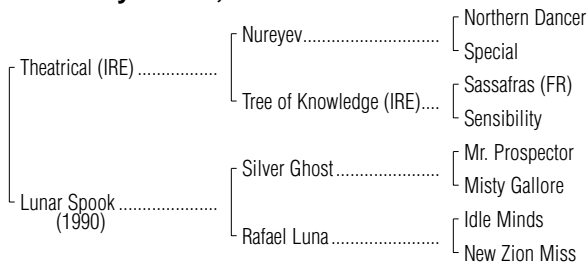 Northern Dancer
Nureyev
Special
Theatrical (IRE)
Sassafras (FR)
Tree of Knowledge (IRE)
Sensibility
Mr. Prospector
Silver Ghost
Misty Gallore
Lunar Spook
(1990)
Idle Minds
Rafael Luna
New Zion Miss